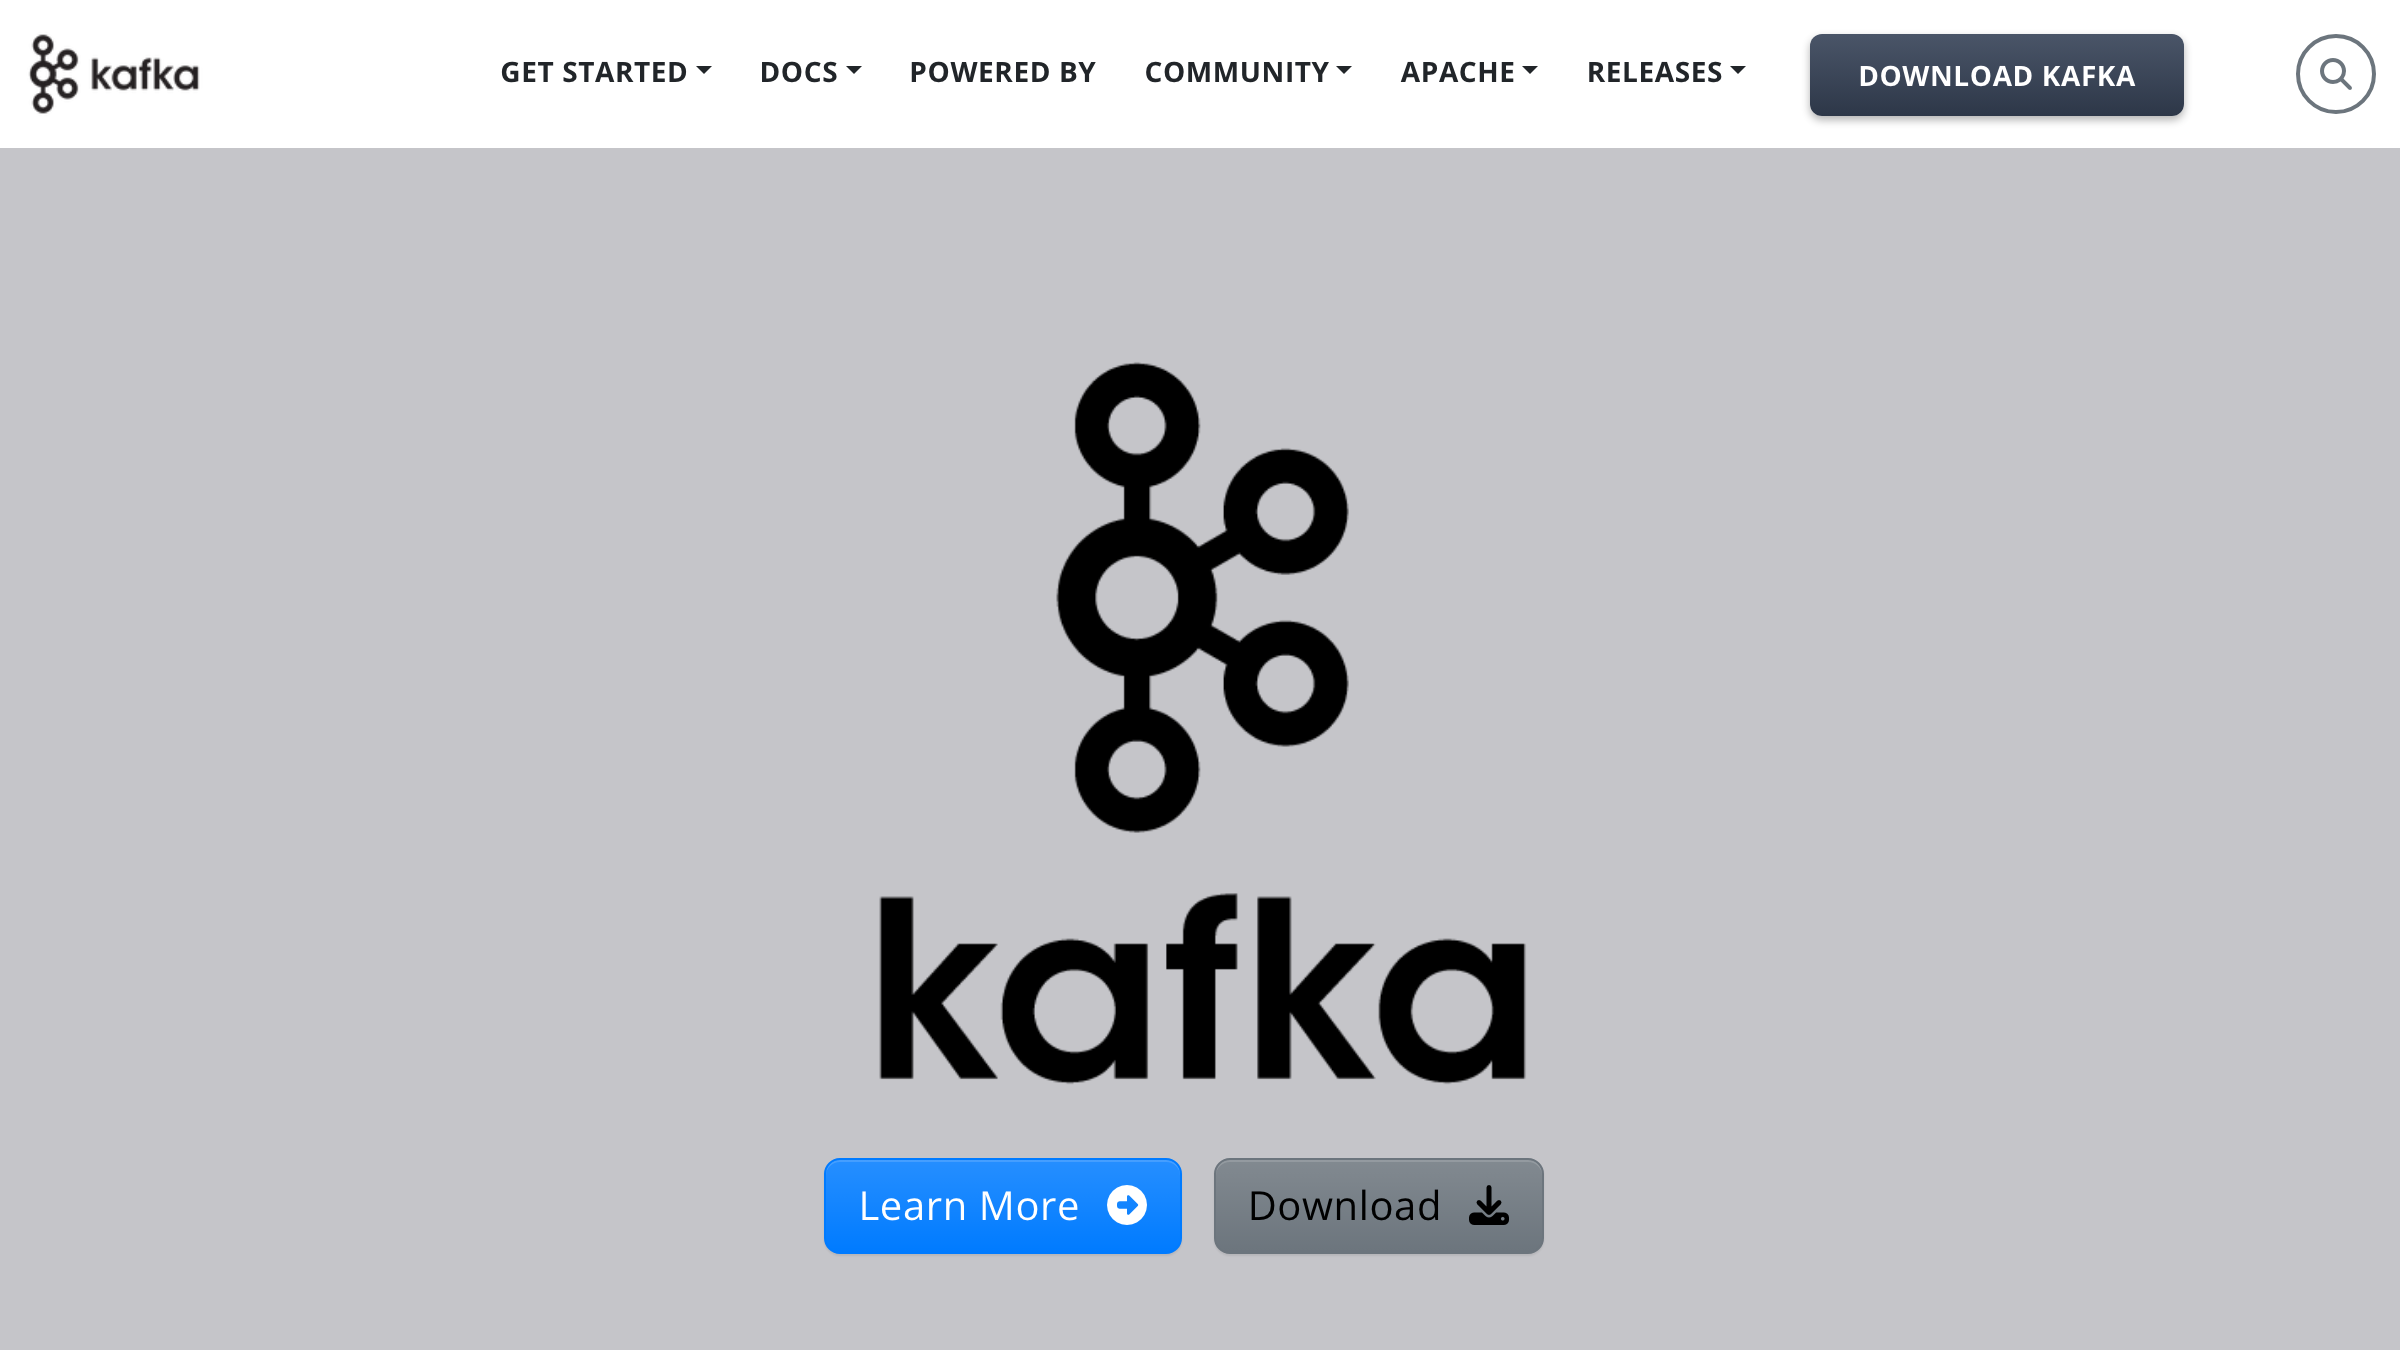 kafka
GET STARTED DOCS POWERED BY COMMUNITY APACHE RELEASES DOWNLOAD KAFKA
kafka
Learn More Download